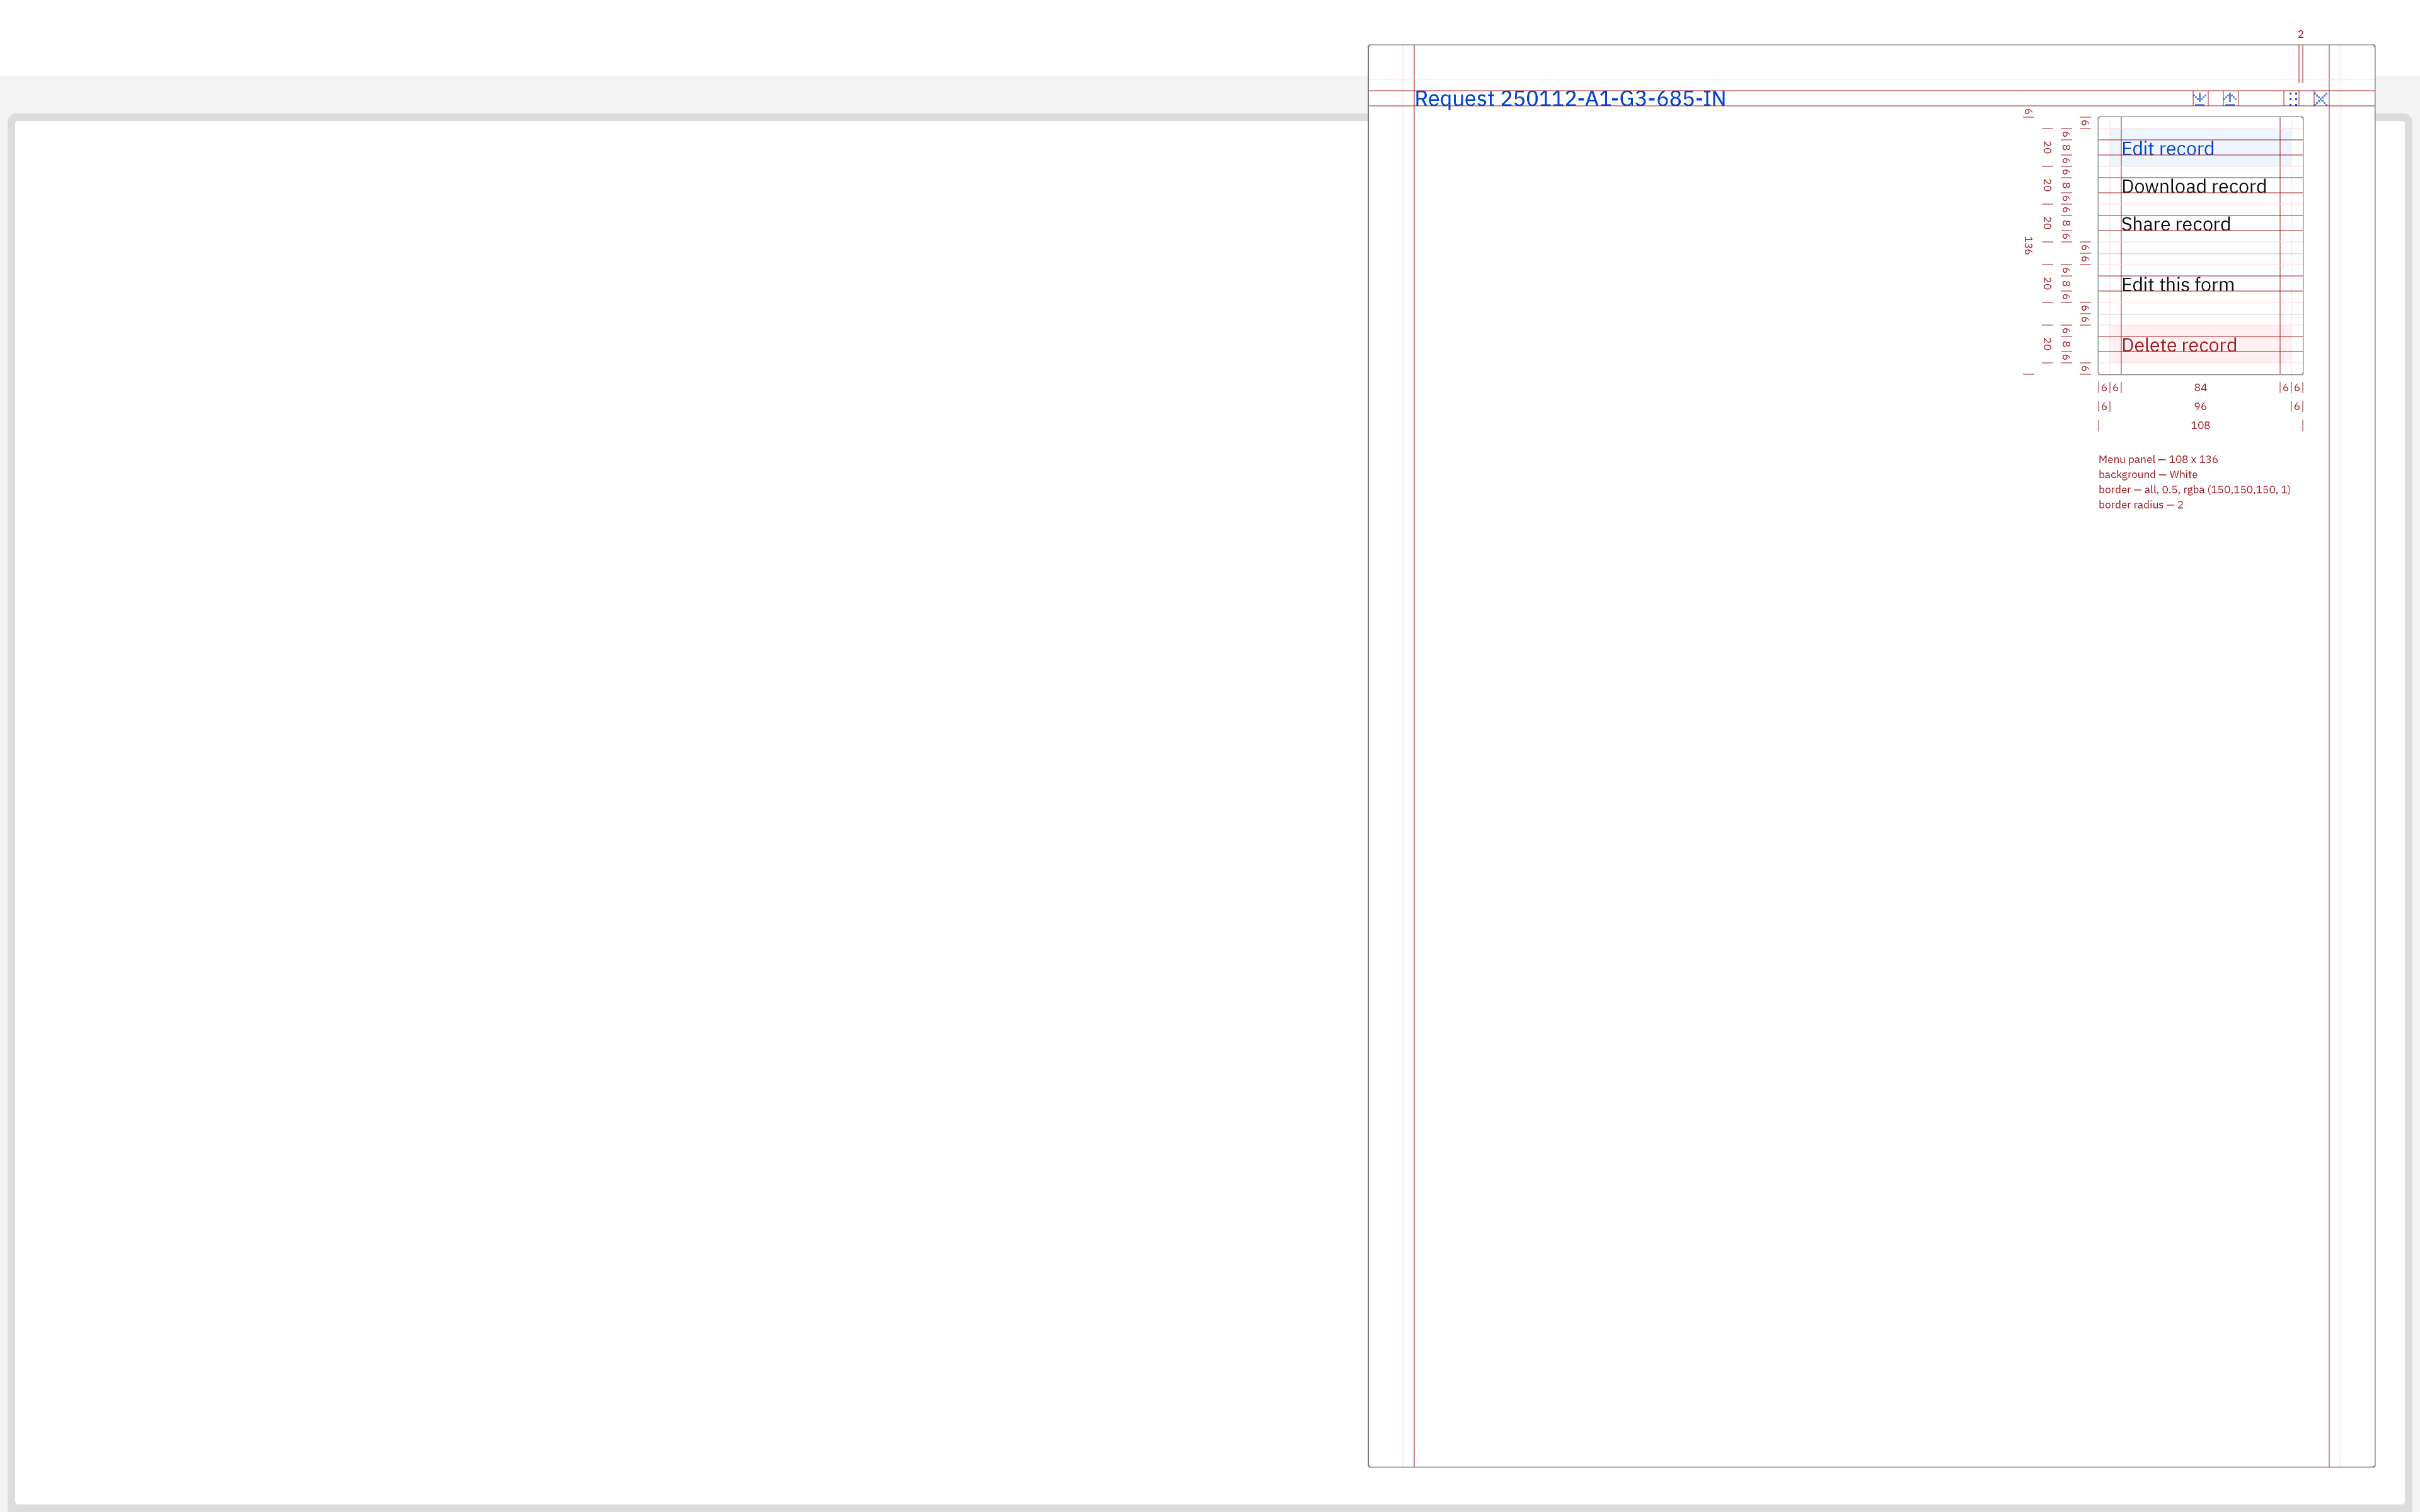 2
Request 250112-A1-G3-685-IN
6
6
6
8
6
20
Edit record
6
8
6
20
Download record
6
8
6
20
Share record
136
6
6
6
8
6
20
Edit this form
6
6
6
8
6
20
Delete record
6
6 6 84 6 6
6 96 6
108
Menu panel — 108 x 136
background — White
border — all, 0.5, rgba (150,150,150, 1)
border radius — 2